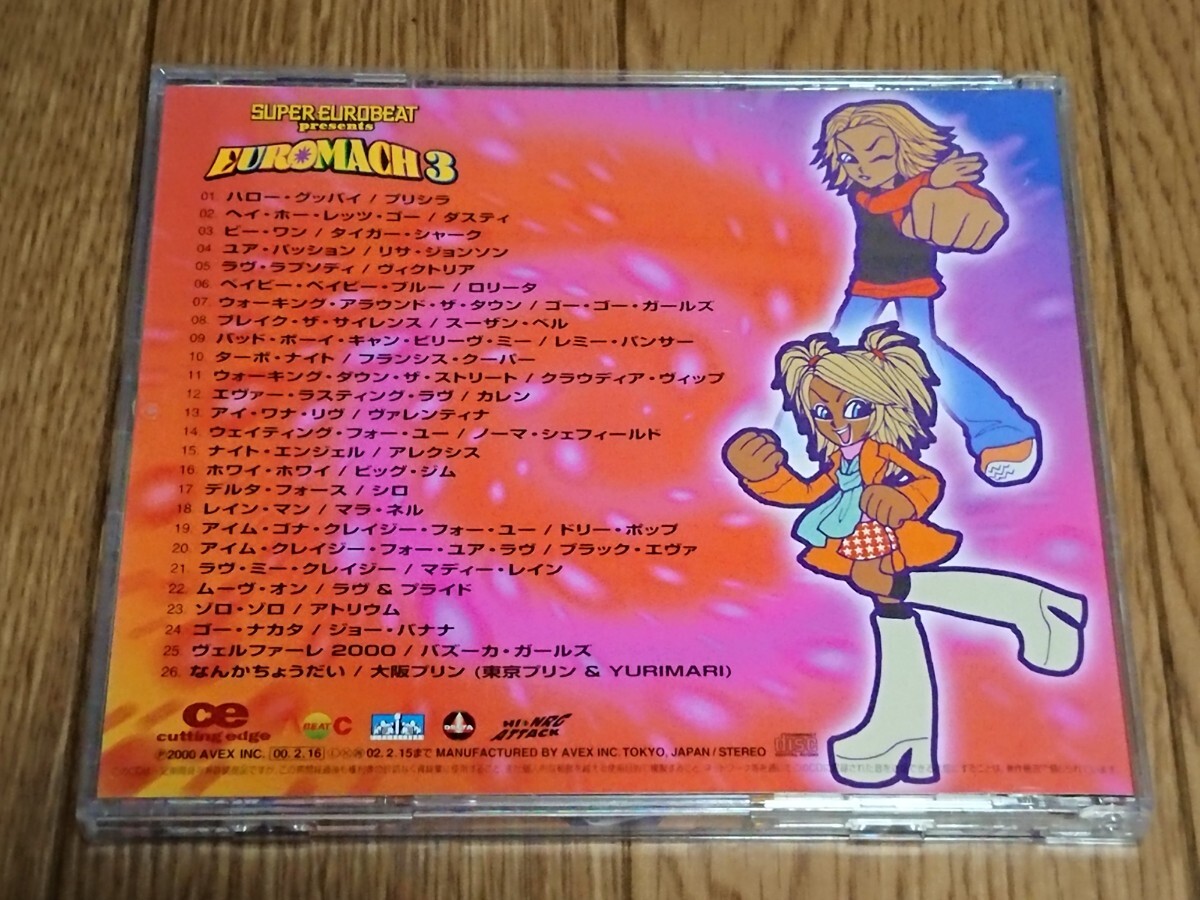 SUPER EUROBEAT
presents
EUROMACH 3
01. ハロー・グッバイ / プリシラ
02. ヘイ・ホー・レッツ・ゴー / ダスティ
03. ビー・ワン / タイガー・シャーク
04. ユア・パッション / リサ・ジョンソン
05. ラヴ・ラプソディ / ヴィクトリア
06. ベイビー・ベイビー・ブルー / ロリータ
07. ウォーキング・アラウンド・ザ・タウン / ゴー・ゴー・ガールズ
08. ブレイク・ザ・サイレンス / スーザン・ベル
09. バッド・ボーイ・キャン・ビリーヴ・ミー / レミー・パンサー
10. ターボ・ナイト / フランシス・クーパー
11. ウォーキング・ダウン・ザ・ストリート / クラウディア・ヴィップ
12. エヴァー・ラスティング・ラヴ / カレン
13. アイ・ワナ・リヴ / ヴァレンティナ
14. ウェイティング・フォー・ユー / ノーマ・シェフィールド
15. ナイト・エンジェル / アレクシス
16. ホワイ・ホワイ / ビッグ・ジム
17. デルタ・フォース / シロ
18. レイン・マン / マラ・ネル
19. アイム・ゴナ・クレイジー・フォー・ユー / ドリー・ポップ
20. アイム・クレイジー・フォー・ユア・ラヴ / ブラック・エヴァ
21. ラヴ・ミー・クレイジー / マディー・レイン
22. ムーヴ・オン / ラヴ & プライド
23. ゾロ・ゾロ / アトリウム
24. ゴー・ナカタ / ジョー・バナナ
25. ヴェルファーレ 2000 / バズーカ・ガールズ
26. なんかちょうだい / 大阪プリン (東京プリン & YURIMARI)
ce
cutting edge
BEAT C
DELTA
HI-NRG
ATTACK
℗2000 AVEX INC. 00.2.16 02.2.15まで MANUFACTURED BY AVEX INC. TOKYO, JAPAN / STEREO
disc